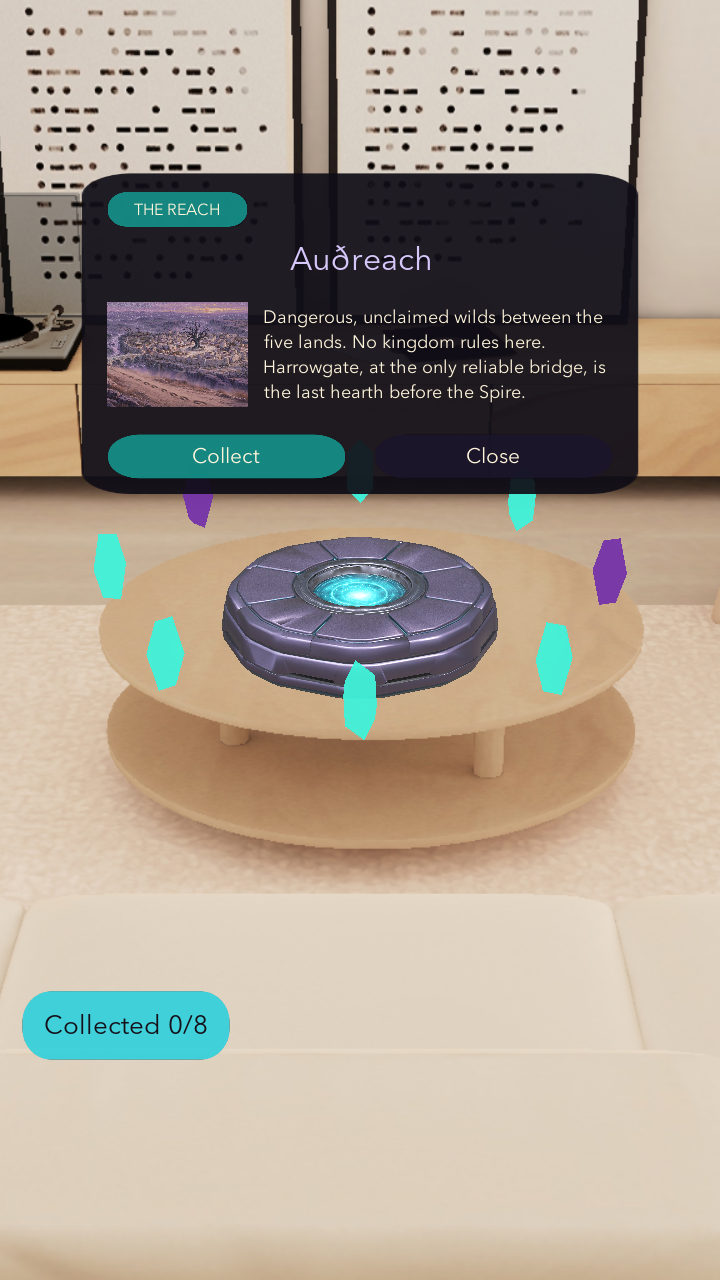 THE REACH
Auðreach
Dangerous, unclaimed wilds between the
five lands. No kingdom rules here.
Harrowgate, at the only reliable bridge, is
the last hearth before the Spire.
Collect
Close
Collected 0/8